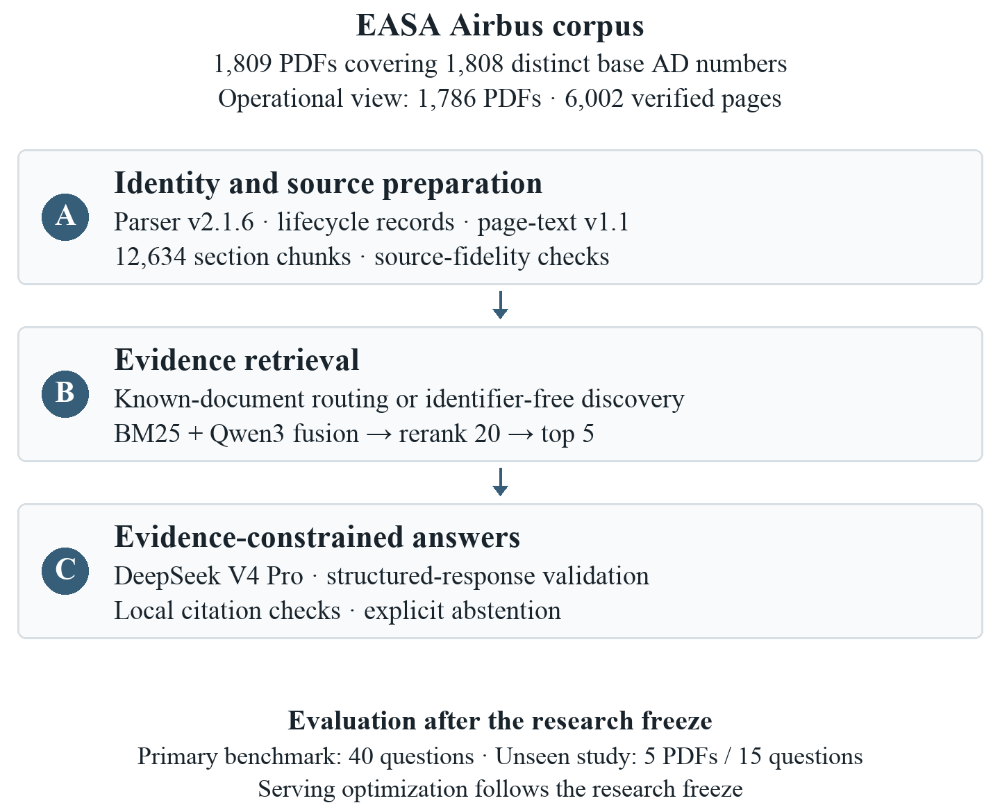 EASA Airbus corpus
1,809 PDFs covering 1,808 distinct base AD numbers
Operational view: 1,786 PDFs · 6,002 verified pages
A
Identity and source preparation
Parser v2.1.6 · lifecycle records · page-text v1.1
12,634 section chunks · source-fidelity checks
B
Evidence retrieval
Known-document routing or identifier-free discovery
BM25 + Qwen3 fusion → rerank 20 → top 5
C
Evidence-constrained answers
DeepSeek V4 Pro · structured-response validation
Local citation checks · explicit abstention
Evaluation after the research freeze
Primary benchmark: 40 questions · Unseen study: 5 PDFs / 15 questions
Serving optimization follows the research freeze